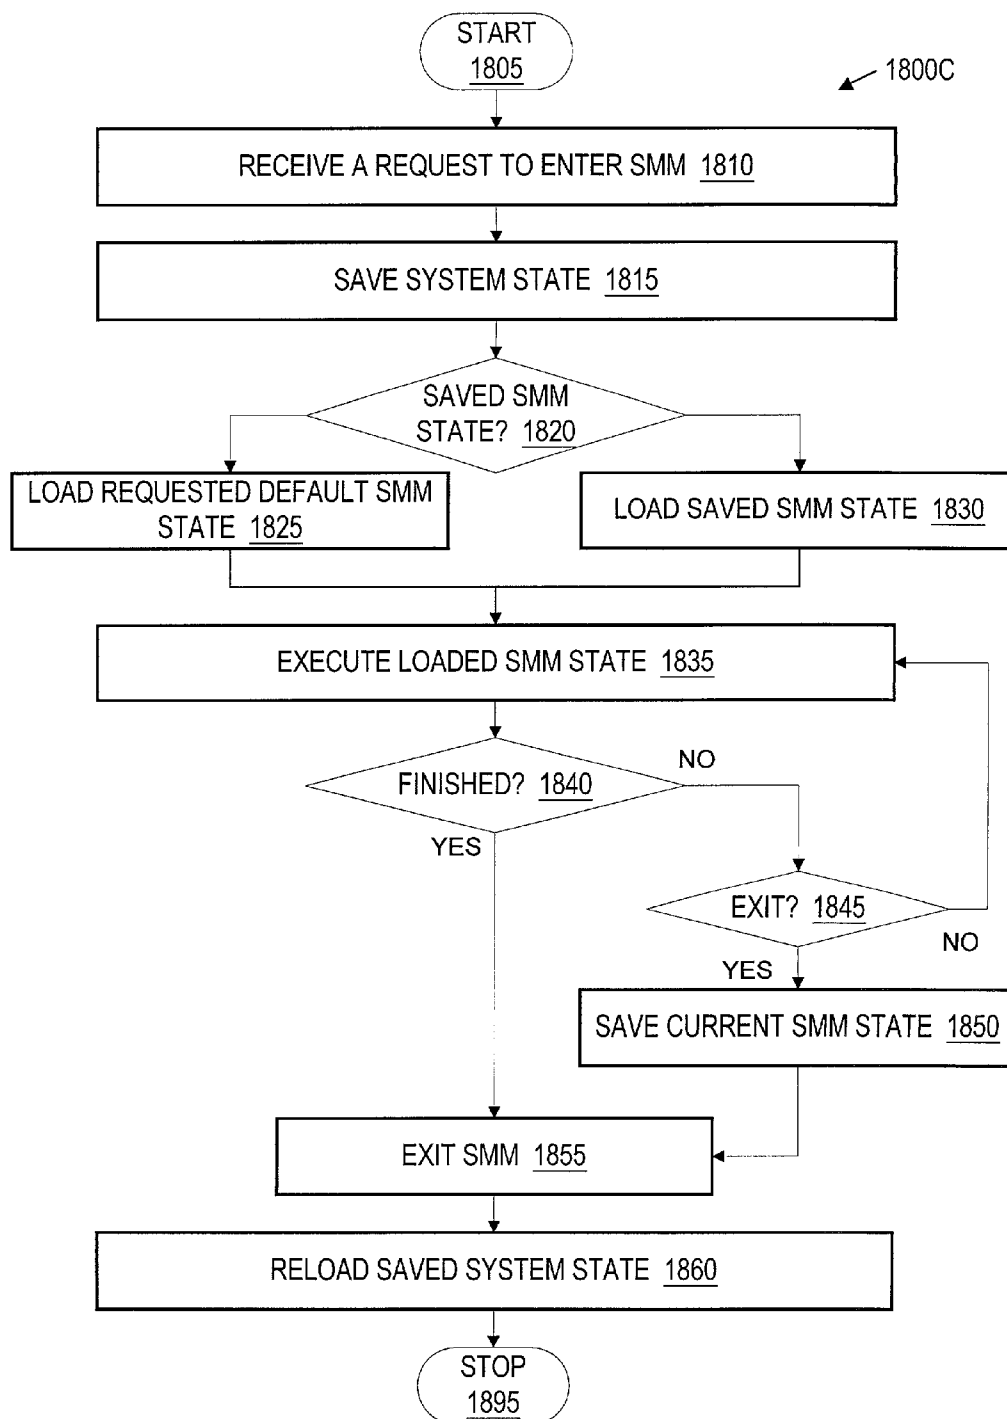 START
1805
1800C
RECEIVE A REQUEST TO ENTER SMM 1810
SAVE SYSTEM STATE 1815
SAVED SMM
STATE? 1820
LOAD REQUESTED DEFAULT SMM
STATE 1825
LOAD SAVED SMM STATE 1830
EXECUTE LOADED SMM STATE 1835
FINISHED? 1840
NO
YES
EXIT? 1845
NO
YES
SAVE CURRENT SMM STATE 1850
EXIT SMM 1855
RELOAD SAVED SYSTEM STATE 1860
STOP
1895